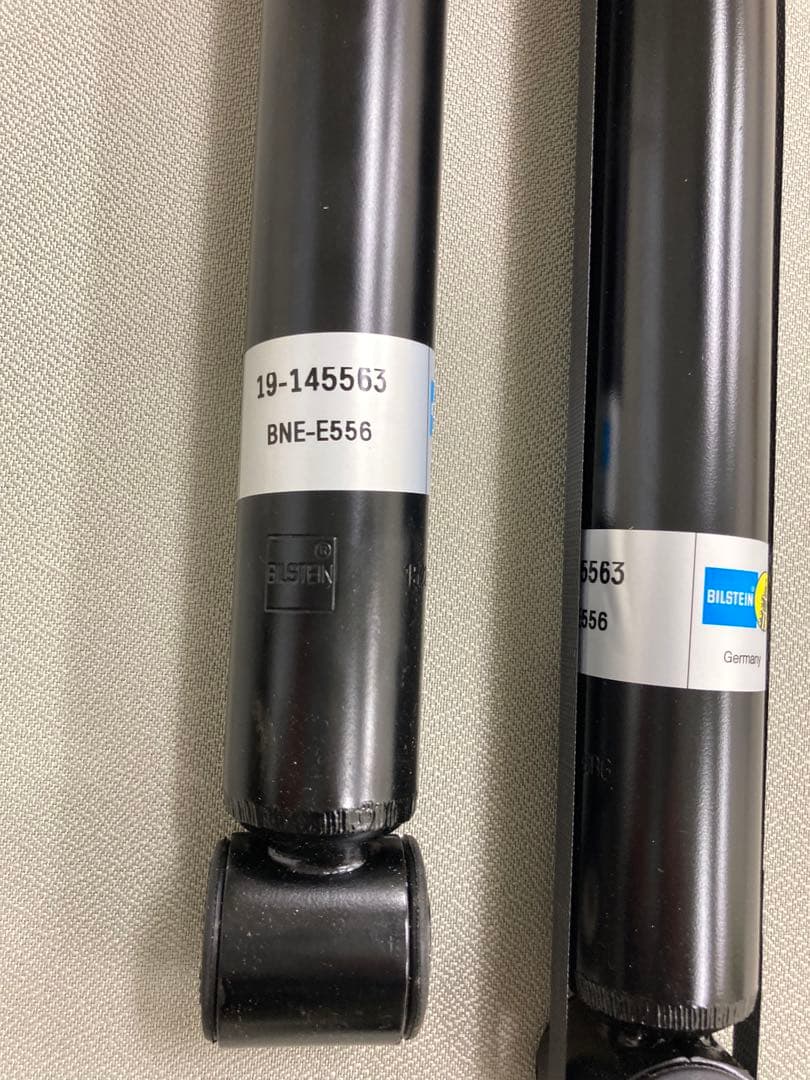 19-145563
BNE-E556
BILSTEIN
®
5563
556
BILSTEIN
®
Germany